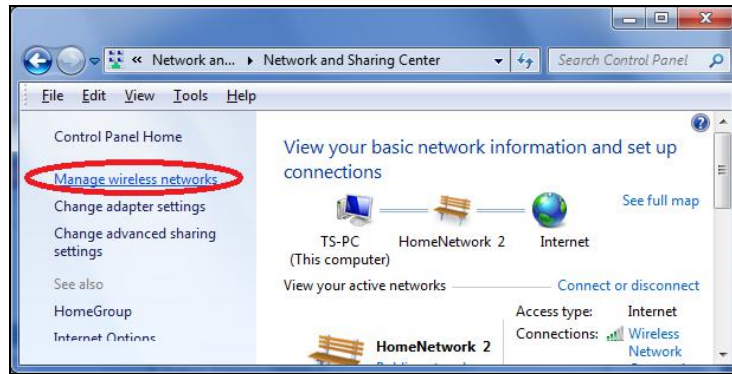 « Network an... ▸ Network and Sharing Center
Search Control Panel
File Edit View Tools Help
Control Panel Home
Manage wireless networks
Change adapter settings
Change advanced sharing
settings
See also
HomeGroup
Internet Options
View your basic network information and set up
connections
See full map
TS-PC HomeNetwork 2 Internet
(This computer)
View your active networks Connect or disconnect
Access type: Internet
HomeNetwork 2 Connections: Wireless
Network